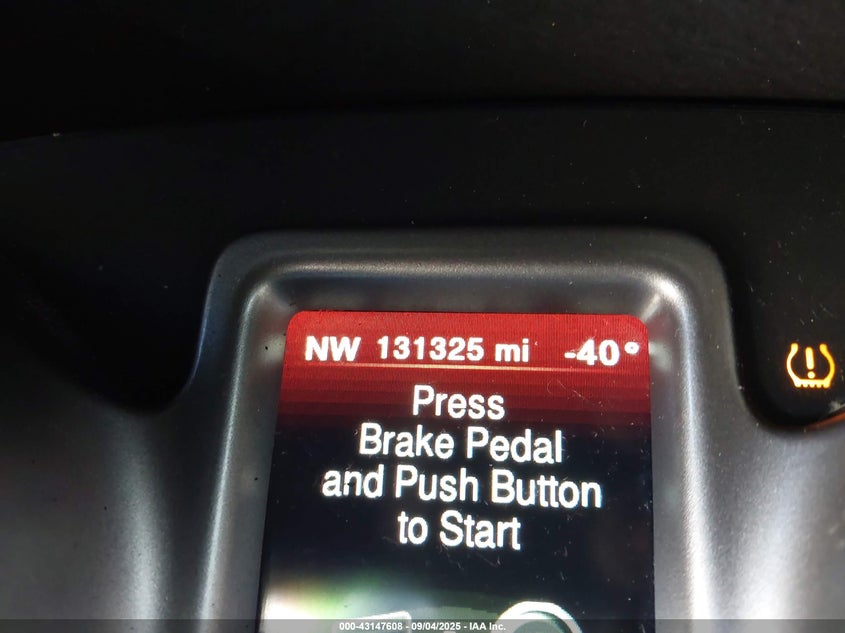 NW 131325 mi -40°
Press
Brake Pedal
and Push Button
to Start
000-43147608 - 09/04/2025 - IAA Inc.